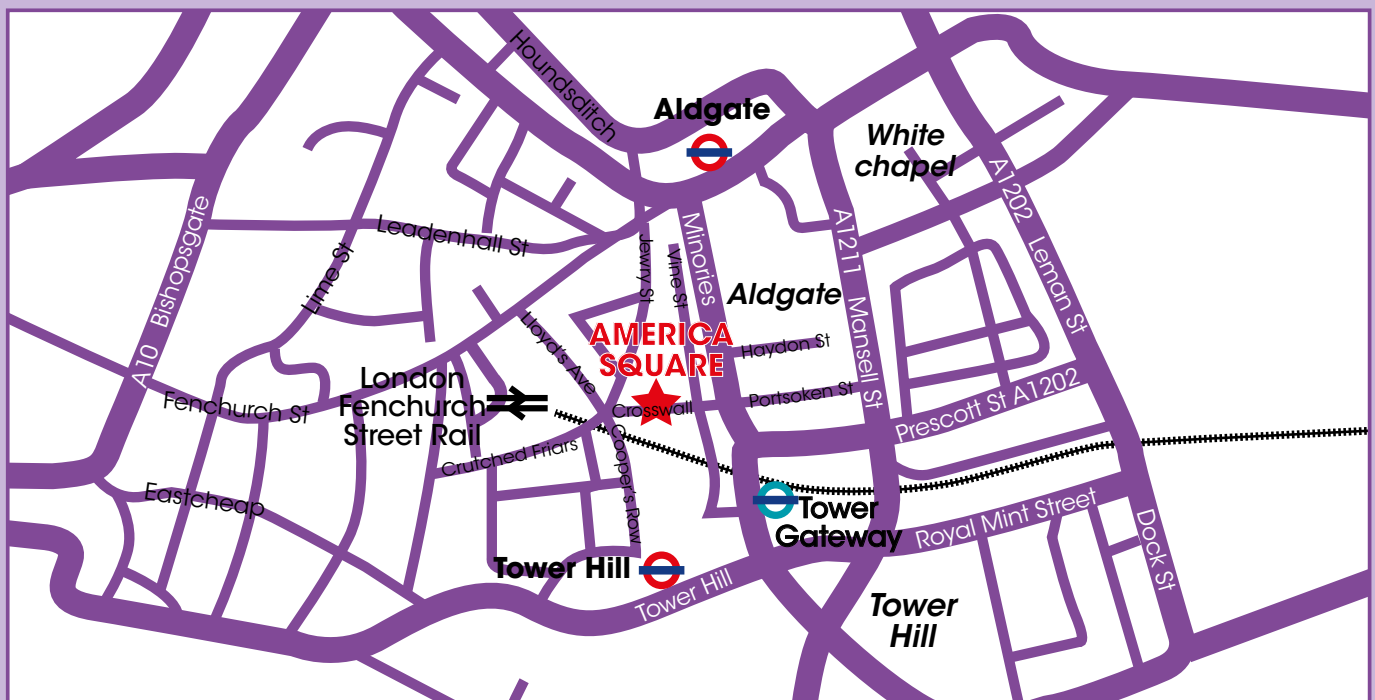 Houndsditch
Aldgate
White
chapel
A10 Bishopsgate
Leadenhall St
Lime St
Jewry St
Vine St
Minories
A1211 Mansell St
A1202 Leman St
Aldgate
Lloyd's Ave
AMERICA
SQUARE
Haydon St
Portsoken St
Crosswall
Prescott St A1202
Fenchurch St
London
Fenchurch
Street Rail
Crutched Friars
Cooper's Row
Eastcheap
Tower
Gateway
Royal Mint Street
Dock St
Tower Hill
Tower Hill
Tower
Hill